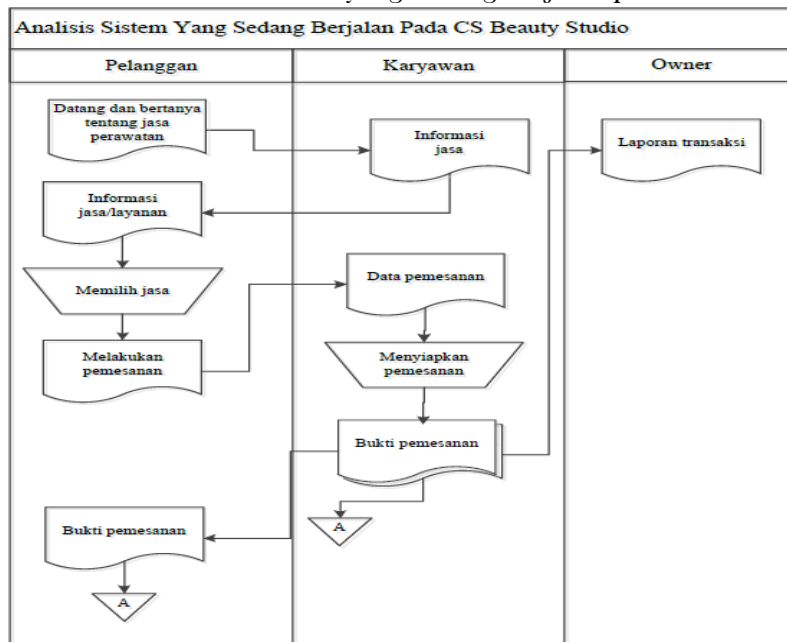 Analisis Sistem Yang Sedang Berjalan Pada CS Beauty Studio
Pelanggan
Karyawan
Owner
Datang dan bertanya
tentang jasa
perawatan
Informasi
jasa
Laporan transaksi
Informasi
jasa/layanan
Memilih jasa
Data pemesanan
Melakukan
pemesanan
Menyiapkan
pemesanan
Bukti pemesanan
A
Bukti pemesanan
A